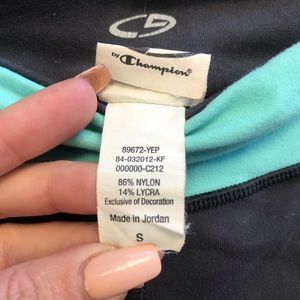 by Champion
89672-YEP
84-032012-KF
000000-C212
86% NYLON
14% LYCRA
Exclusive of Decoration
Made in Jordan
S